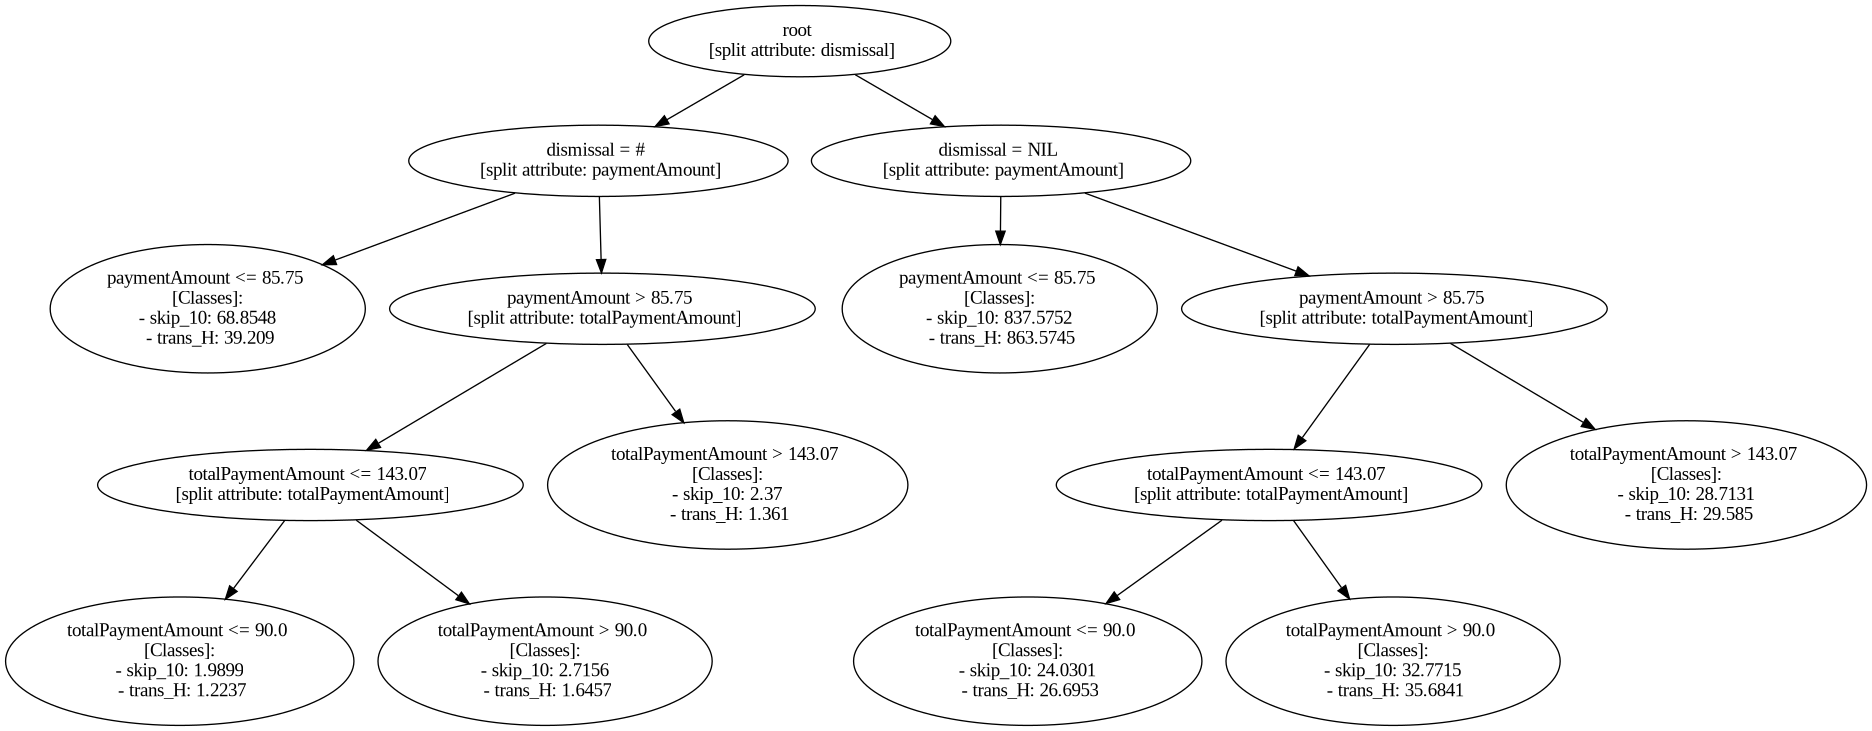 root
[split attribute: dismissal]
dismissal = #
[split attribute: paymentAmount]
dismissal = NIL
[split attribute: paymentAmount]
paymentAmount <= 85.75
[Classes]:
- skip_10: 68.8548
- trans_H: 39.209
paymentAmount > 85.75
[split attribute: totalPaymentAmount]
paymentAmount <= 85.75
[Classes]:
- skip_10: 837.5752
- trans_H: 863.5745
paymentAmount > 85.75
[split attribute: totalPaymentAmount]
totalPaymentAmount <= 143.07
[split attribute: totalPaymentAmount]
totalPaymentAmount > 143.07
[Classes]:
- skip_10: 2.37
- trans_H: 1.361
totalPaymentAmount <= 143.07
[split attribute: totalPaymentAmount]
totalPaymentAmount > 143.07
[Classes]:
- skip_10: 28.7131
- trans_H: 29.585
totalPaymentAmount <= 90.0
[Classes]:
- skip_10: 1.9899
- trans_H: 1.2237
totalPaymentAmount > 90.0
[Classes]:
- skip_10: 2.7156
- trans_H: 1.6457
totalPaymentAmount <= 90.0
[Classes]:
- skip_10: 24.0301
- trans_H: 26.6953
totalPaymentAmount > 90.0
[Classes]:
- skip_10: 32.7715
- trans_H: 35.6841